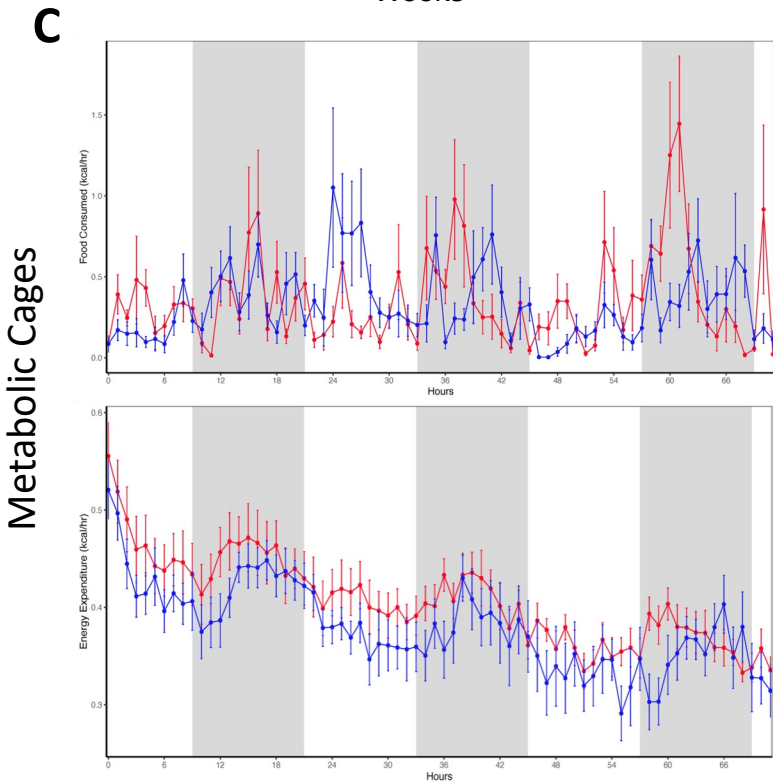 C
Metabolic Cages
Food Consumed (kcal/hr)
1.5
1.0
0.5
0.0
0 6 12 18 24 30 36 42 48 54 60 66
Hours
Energy Expenditure (kcal/hr)
0.6
0.5
0.4
0.3
0 6 12 18 24 30 36 42 48 54 60 66
Hours